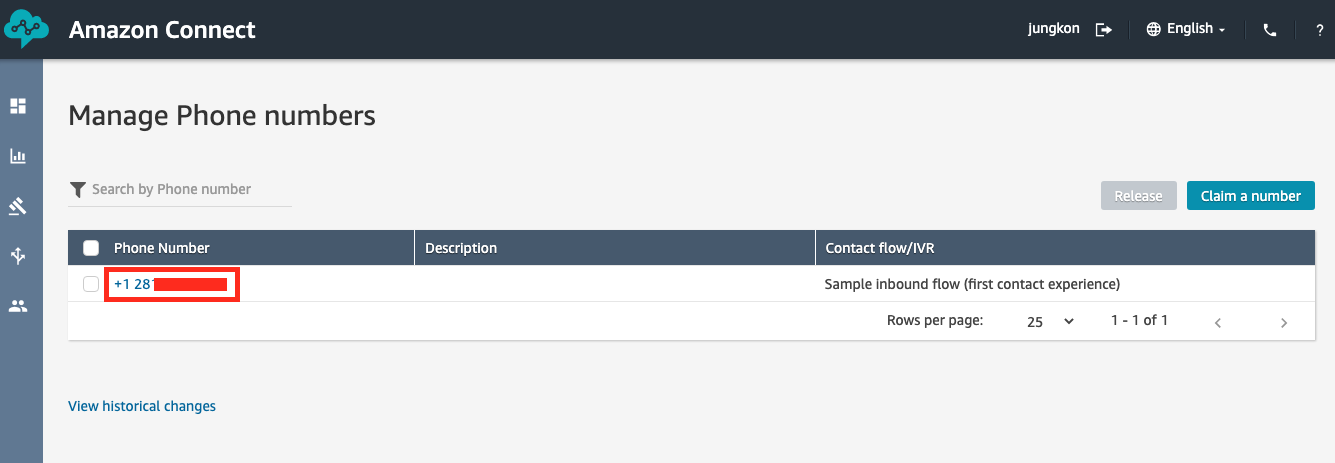 Amazon Connect
jungkon
English
?
Manage Phone numbers
Search by Phone number
Release
Claim a number
Phone Number
Description
Contact flow/IVR
+1 28
Sample inbound flow (first contact experience)
Rows per page:
25
1 - 1 of 1
View historical changes